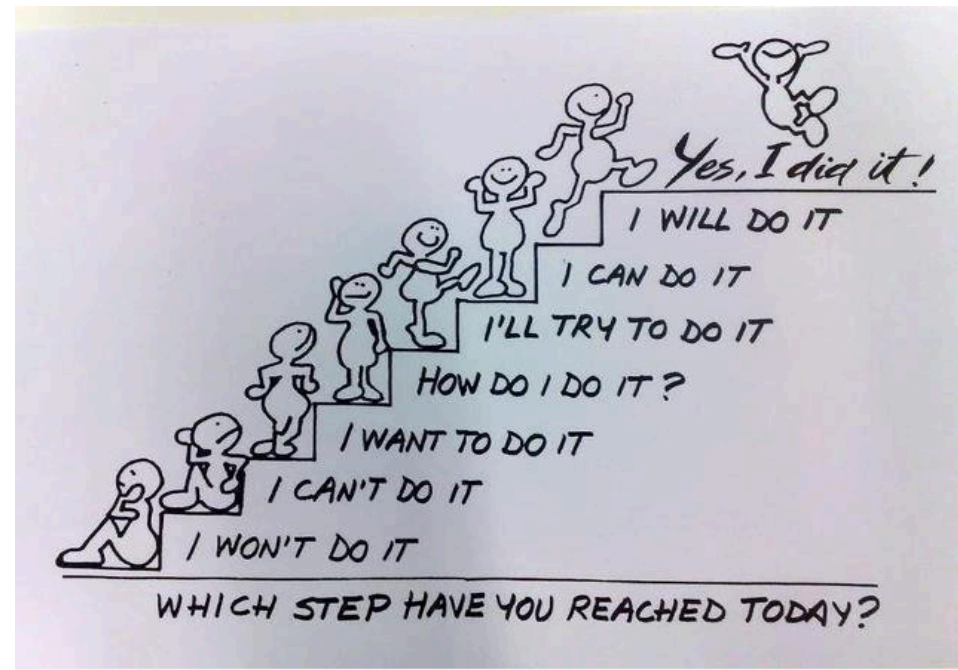 Yes, I did it!
I WILL DO IT
I CAN DO IT
I'LL TRY TO DO IT
HOW DO I DO IT?
I WANT TO DO IT
I CAN'T DO IT
I WON'T DO IT
WHICH STEP HAVE YOU REACHED TODAY?